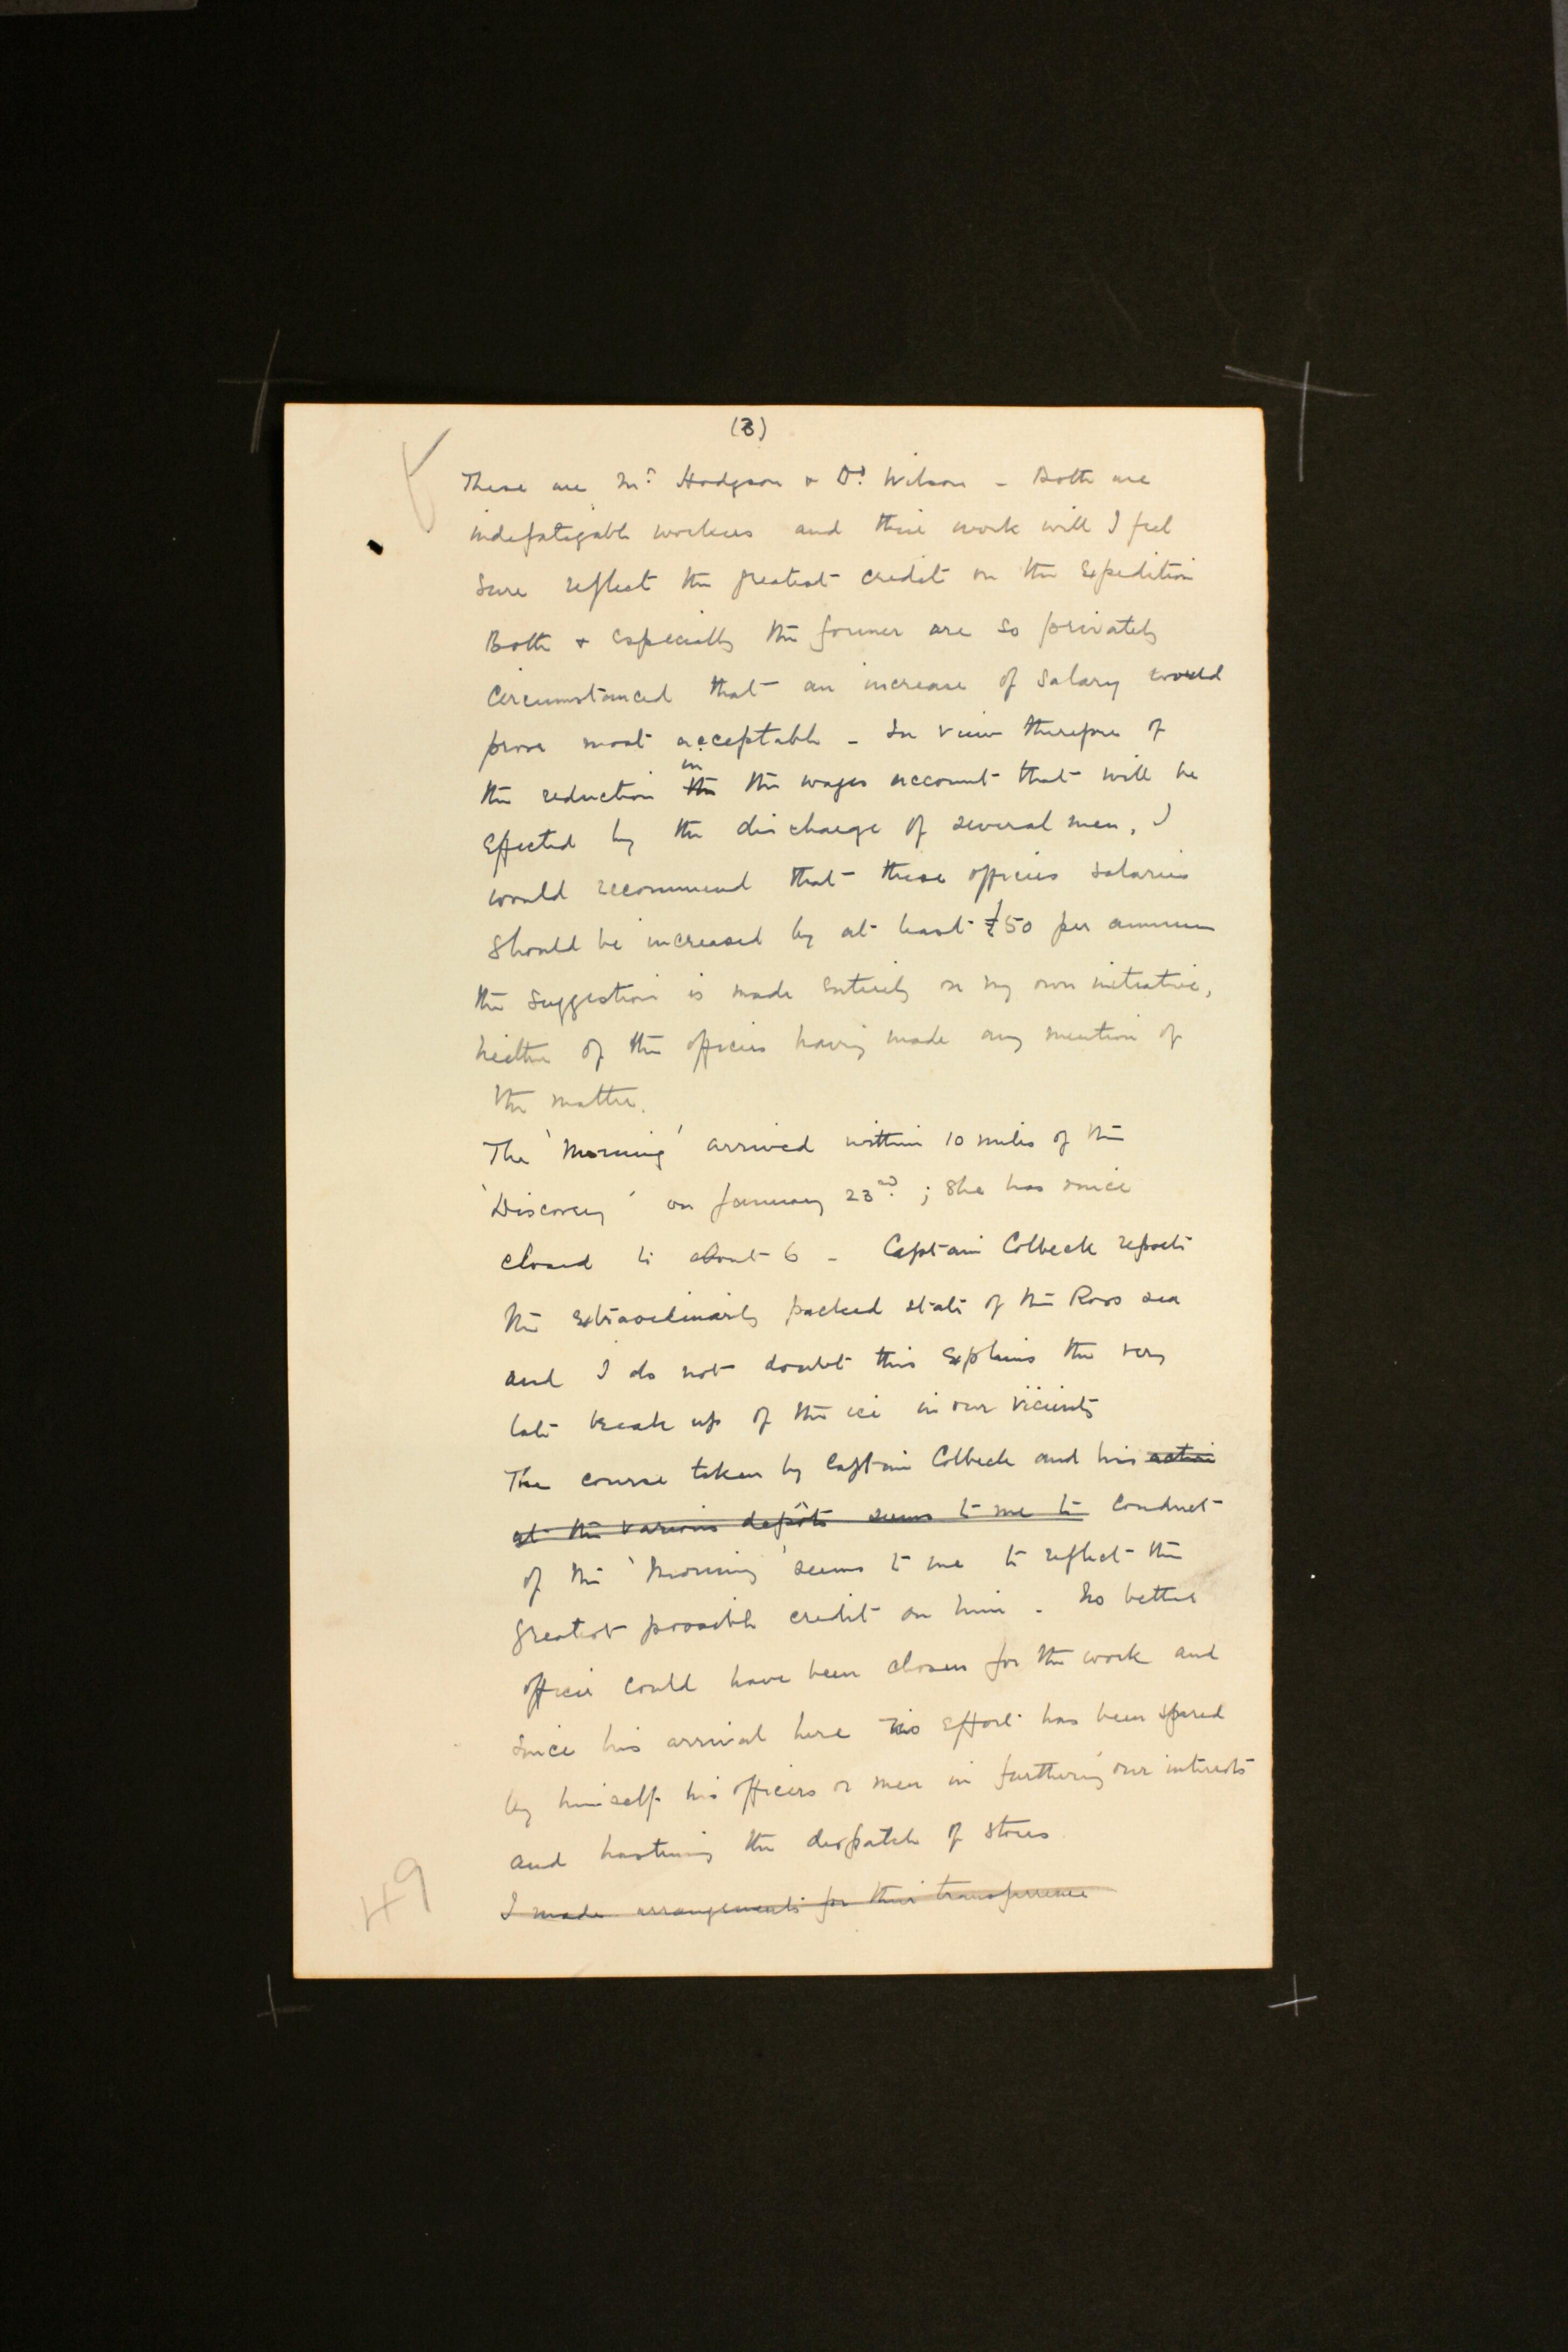 (3)
These are Mr. Hodgson & Dr. Wilson - Both are
indefatigable workers and their work will I feel
sure reflect the greatest credit on the Expedition
Both & especially the former are so privately
circumstanced that an increase of salary would
prove most acceptable - In view therefore of
in
the reduction the the wages account that will be
effected by the discharge of several men, I
would recommend that these officers salaries
should be increased by at least £50 per annum
the suggestion is made entirely on my own initiative,
neither of the officers having made any mention of
the matter.
The 'Morning' arrived within 10 miles of the
'Discovery' on January 23rd. ; she has since
closed to about 6 - Captain Colbeck reports
the extraordinarily packed state of the Ross sea
and I do not doubt this explains the very
late break up of the ice in our vicinity
The course taken by Captain Colbeck and his action
at the various depôts seems to me to conduct
of the 'Morning' seems to me to reflect the
greatest possible credit on him - No better
officer could have been chosen for the work and
since his arrival here no effort has been spared
by himself his officers or men in furthering our interests
and hastening the despatch of stores
I made arrangements for their transference
49